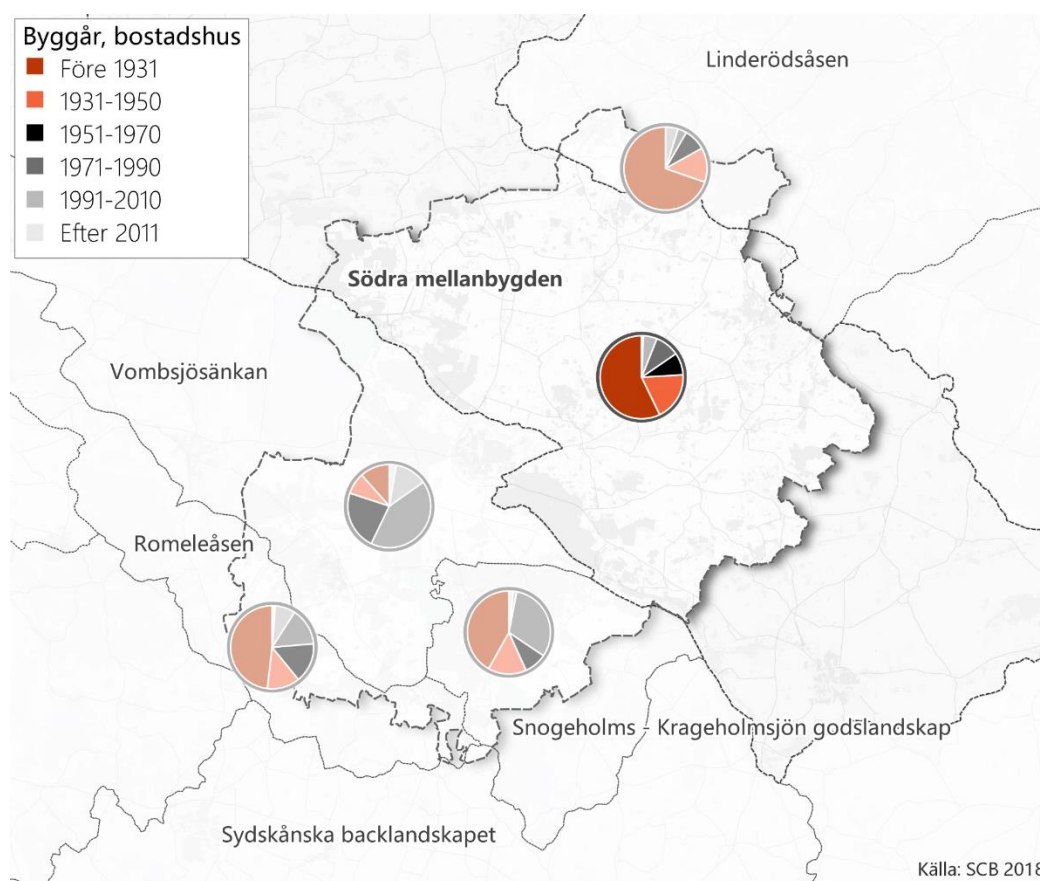 Byggår, bostadshus
Före 1931
1931-1950
1951-1970
1971-1990
1991-2010
Efter 2011
Linderödsåsen
Södra mellanbygden
Vombsjösänkan
Romeleåsen
Snogeholms - Krageholmsjön godslandskap
Sydskånska backlandskapet
Källa: SCB 2018